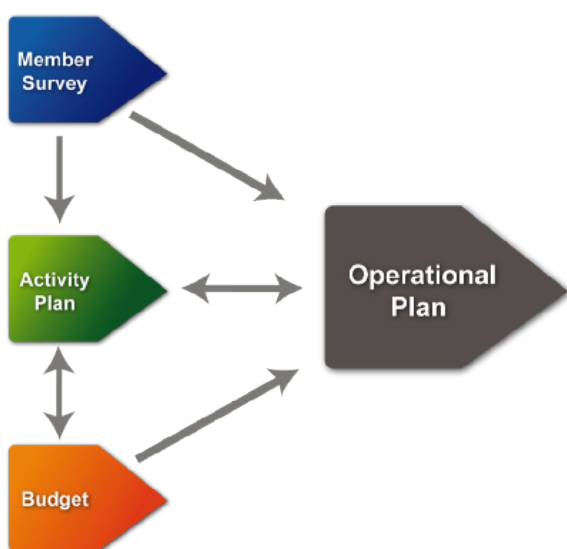 Member
Survey
Activity
Plan
Operational
Plan
Budget